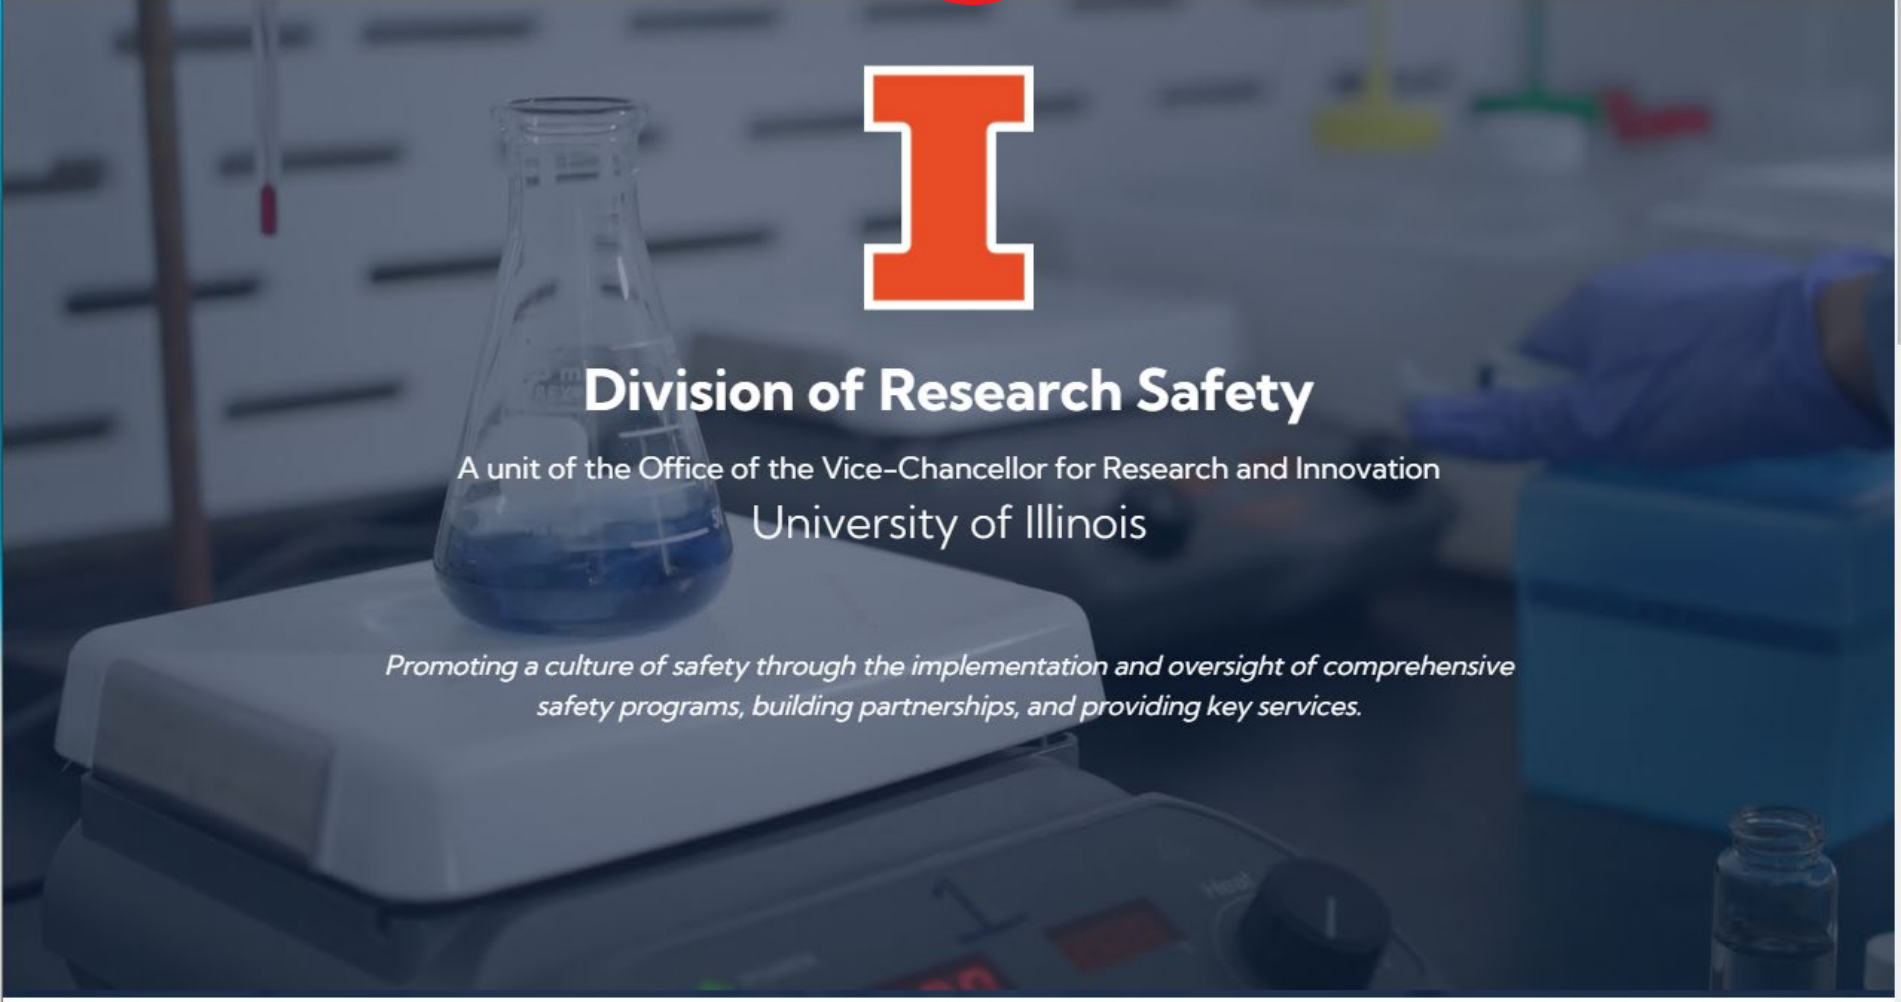 I
Division of Research Safety
A unit of the Office of the Vice-Chancellor for Research and Innovation
University of Illinois
Promoting a culture of safety through the implementation and oversight of comprehensive
safety programs, building partnerships, and providing key services.
Heat